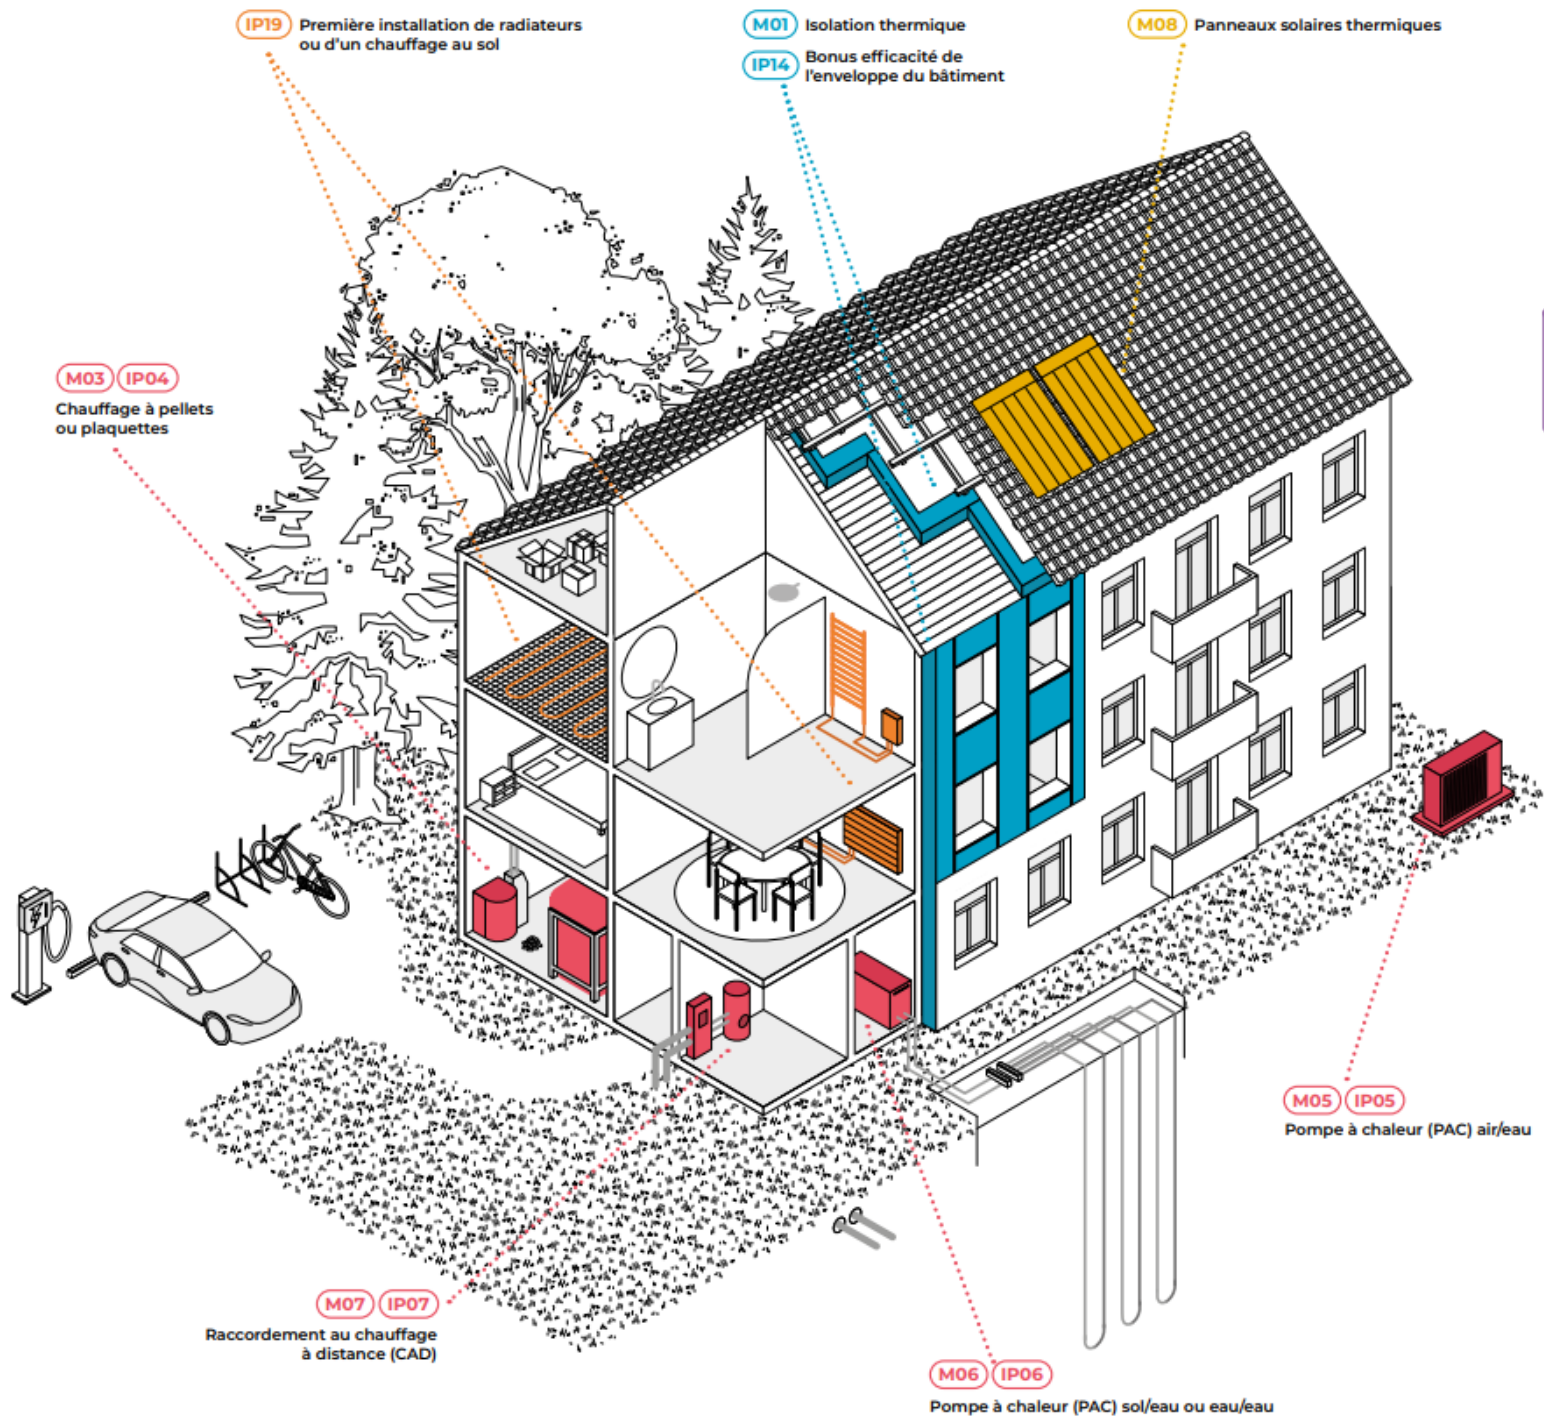 IP19 Première installation de radiateurs
ou d'un chauffage au sol
M01 Isolation thermique
IP14 Bonus efficacité de
l'enveloppe du bâtiment
M08 Panneaux solaires thermiques
M03 IP04
Chauffage à pellets
ou plaquettes
M05 IP05
Pompe à chaleur (PAC) air/eau
M07 IP07
Raccordement au chauffage
à distance (CAD)
M06 IP06
Pompe à chaleur (PAC) sol/eau ou eau/eau